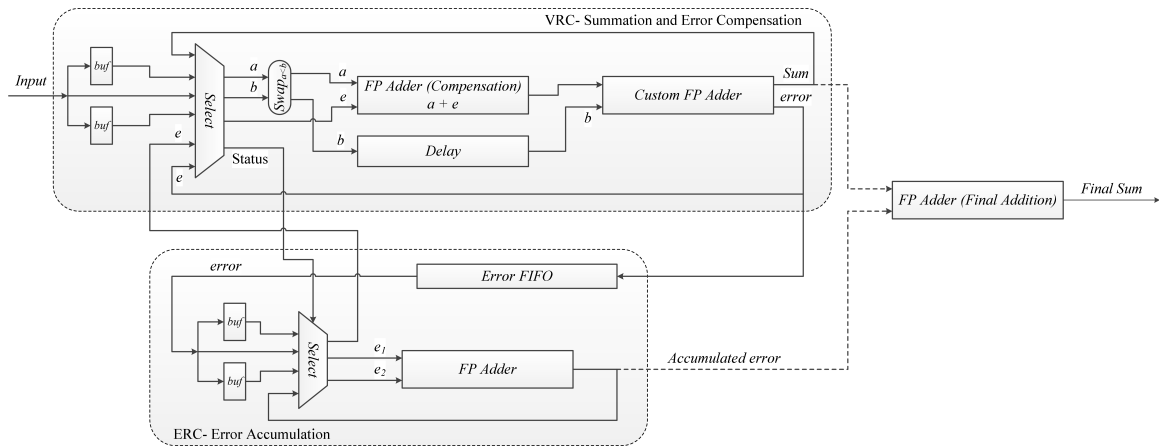 VRC- Summation and Error Compensation
Input
buf
buf
Select
a
b
Swap a<b
a
e
FP Adder (Compensation)
a + e
b
Delay
b
Custom FP Adder
Sum
error
e
e
Status
FP Adder (Final Addition)
Final Sum
error
Error FIFO
buf
buf
Select
e1
e2
FP Adder
Accumulated error
ERC- Error Accumulation